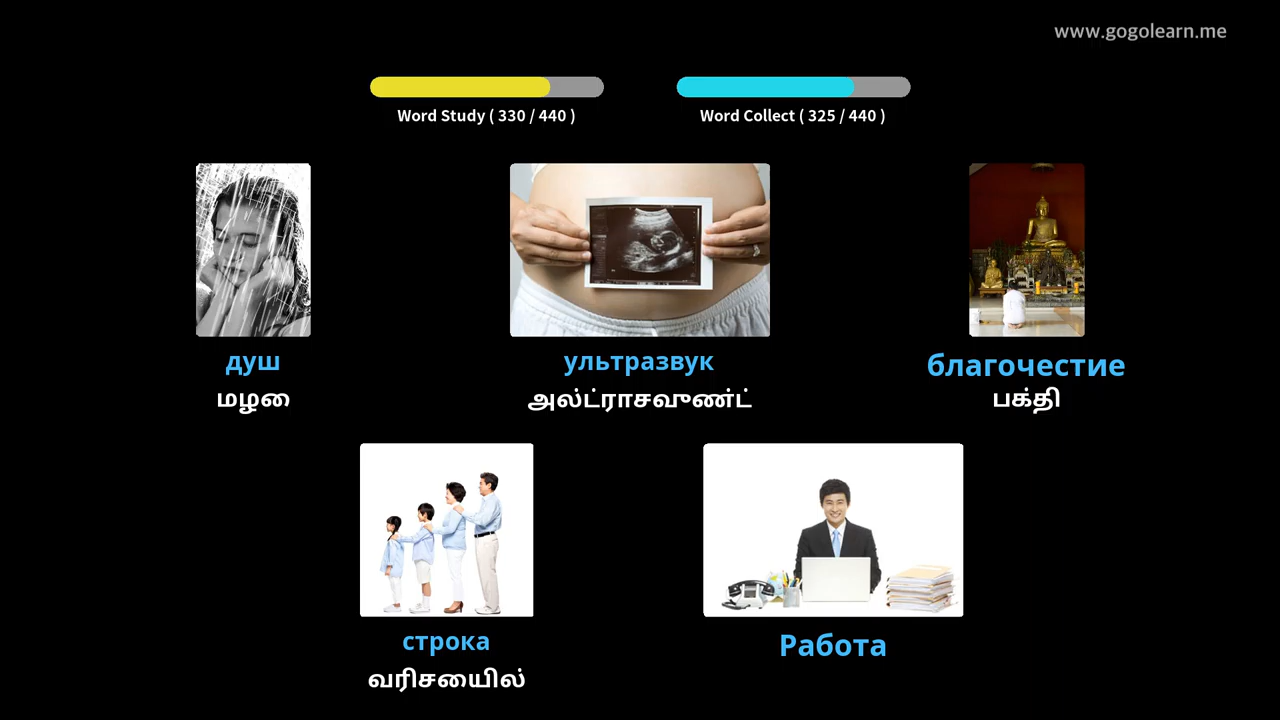 www.gogolearn.me
Word Study ( 330 / 440 )
Word Collect ( 325 / 440 )
душ
ультразвук
благочестие
மழை
அல்ட்ராசவுண்ட்
பக்தி
строка
Работа
வரிசையில்